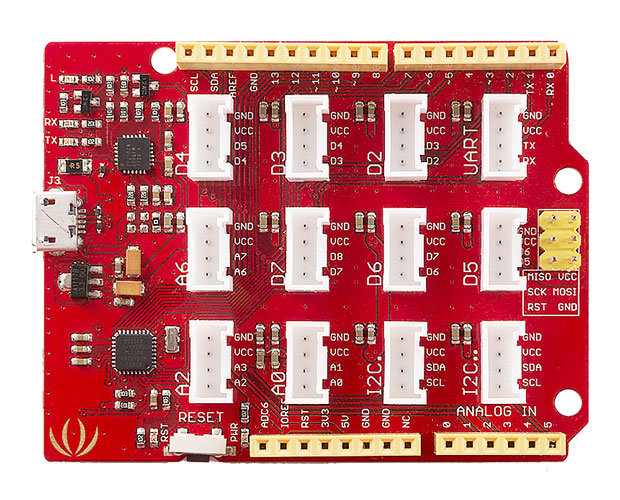 SCL SDA AREF GND 13 ~12 ~11 ~10 ~9 8 7 ~6 ~5 4 ~3 2 TX 1 RX 0
L
RX
TX
R5
J3
D4 GND VCC D5 D4
D3 GND VCC D4 D3
D2 GND VCC D3 D2
UART GND VCC TX RX
A6 GND VCC A7 A6
D7 GND VCC D8 D7
D6 GND VCC D7 D6
D5 GND VCC D6 D5
MISO VCC
SCK MOSI
RST GND
A2 GND VCC A3 A2
A0 GND VCC A1 A0
I2C GND VCC SDA SCL
I2C GND VCC SDA SCL
RESET
RST PWR
ADC6 RST 3V3 5V GND GND NC
ANALOG IN
0 1 2 3 4 5